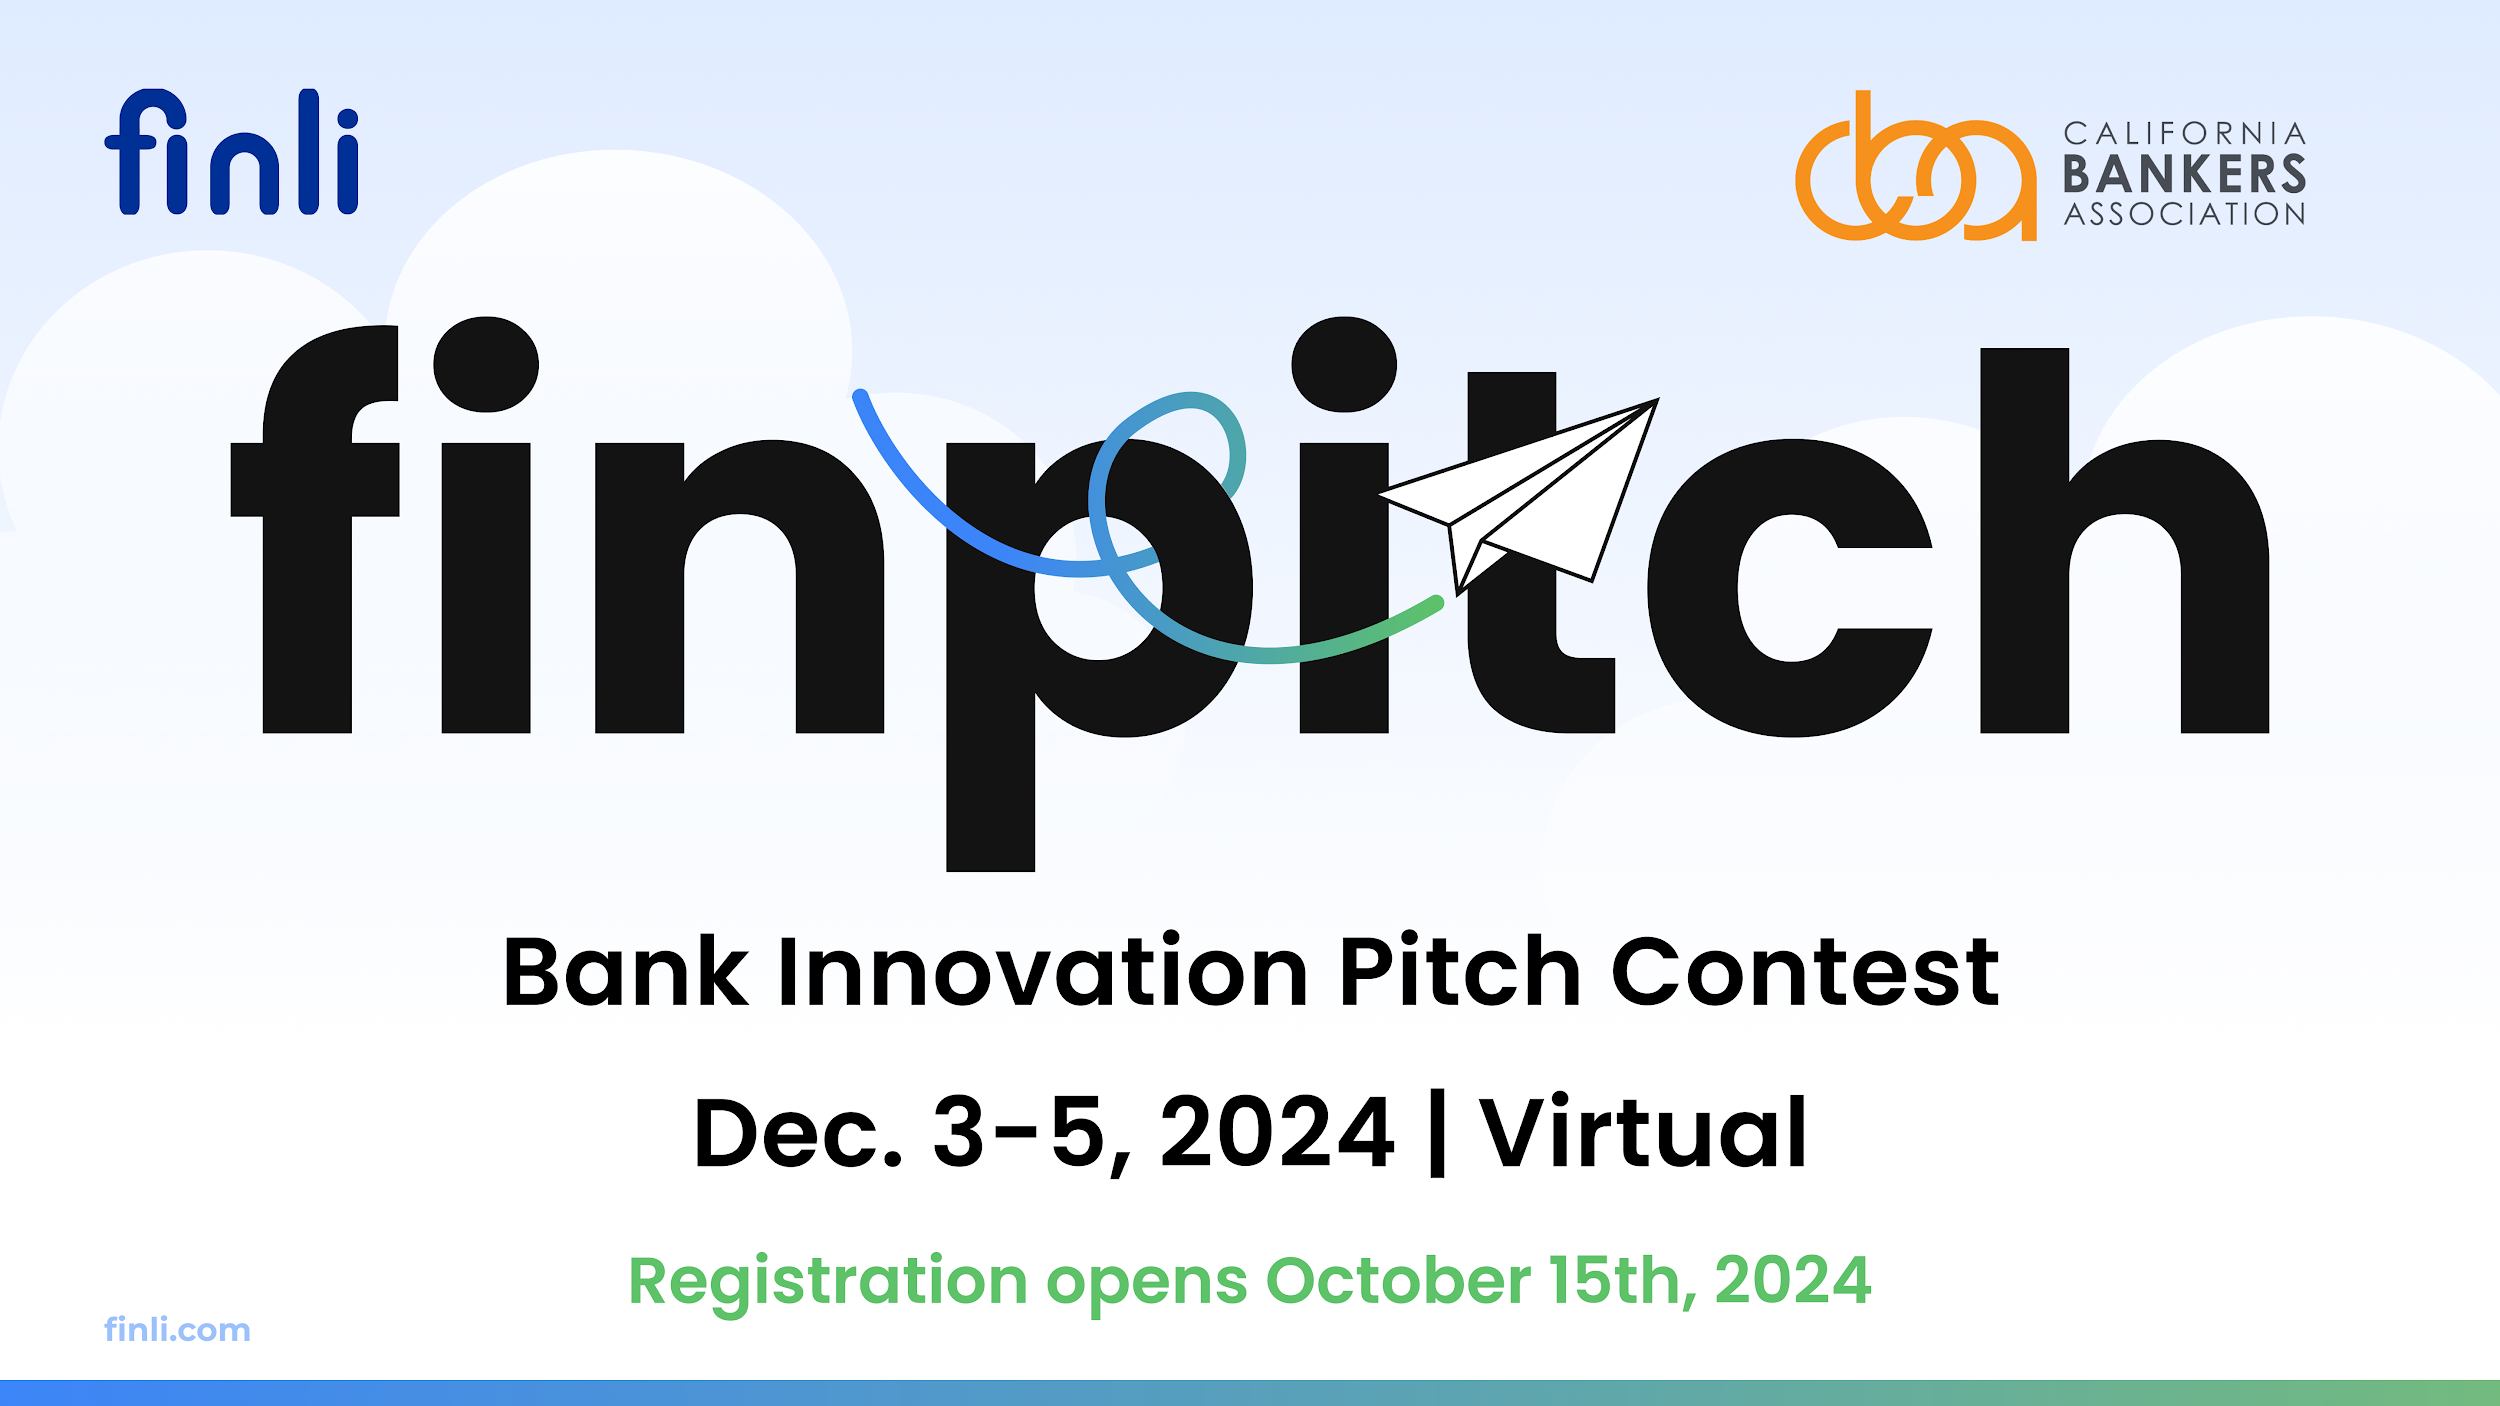 finli
cba
CALIFORNIA
BANKERS
ASSOCIATION
finpitch
Bank Innovation Pitch Contest
Dec. 3–5, 2024 | Virtual
Registration opens October 15th, 2024
finli.com